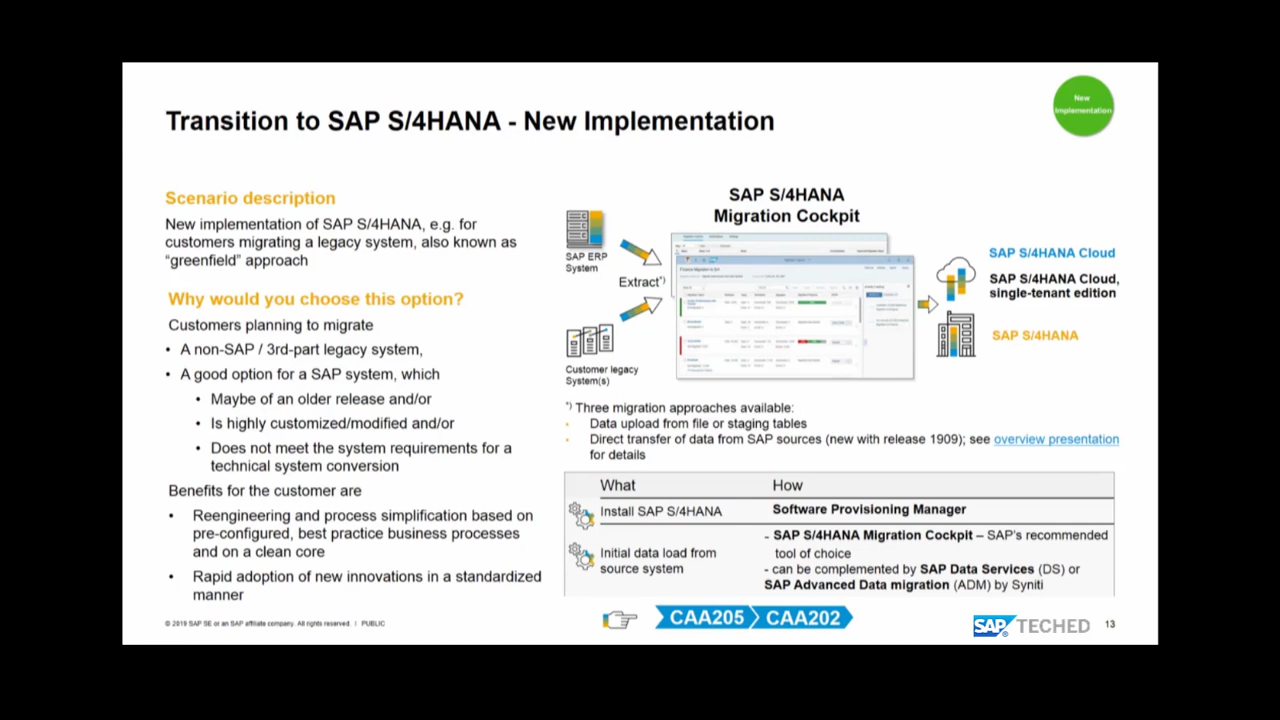 New
Implementation
Transition to SAP S/4HANA - New Implementation
Scenario description
New implementation of SAP S/4HANA, e.g. for
customers migrating a legacy system, also known as
“greenfield” approach
Why would you choose this option?
Customers planning to migrate
• A non-SAP / 3rd-part legacy system,
• A good option for a SAP system, which
• Maybe of an older release and/or
• Is highly customized/modified and/or
• Does not meet the system requirements for a
technical system conversion
Benefits for the customer are
• Reengineering and process simplification based on
pre-configured, best practice business processes
and on a clean core
• Rapid adoption of new innovations in a standardized
manner
SAP S/4HANA
Migration Cockpit
SAP ERP
System
Extract*)
Customer legacy
System(s)
SAP S/4HANA Cloud
SAP S/4HANA Cloud,
single-tenant edition
SAP S/4HANA
*) Three migration approaches available:
• Data upload from file or staging tables
• Direct transfer of data from SAP sources (new with release 1909); see overview presentation
for details
What How
Install SAP S/4HANA Software Provisioning Manager
Initial data load from
source system
- SAP S/4HANA Migration Cockpit – SAP's recommended
tool of choice
- can be complemented by SAP Data Services (DS) or
SAP Advanced Data migration (ADM) by Syniti
CAA205 CAA202
© 2019 SAP SE or an SAP affiliate company. All rights reserved. | PUBLIC
SAP TECHED
13